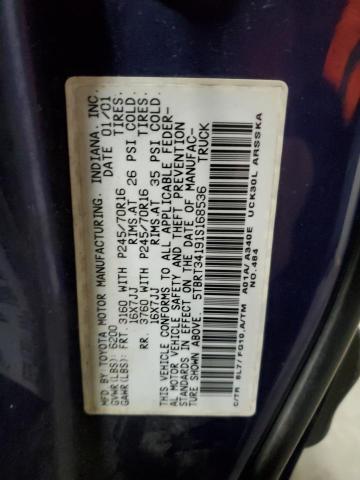 MFD. BY: TOYOTA MOTOR MANUFACTURING, INDIANA, INC.
GVWR(LBS): 6200 DATE 01/01
GAWR(LBS): FRT. 3160 WITH P245/70R16 TIRES.
16X7JJ RIMS.AT 26 PSI COLD.
RR. 3760 WITH P245/70R16 TIRES.
16X7JJ RIMS.AT 35 PSI COLD.
THIS VEHICLE CONFORMS TO ALL APPLICABLE FEDER-
AL MOTOR VEHICLE SAFETY AND THEFT PREVENTION
STANDARDS IN EFFECT ON THE DATE OF MANUFAC-
TURE SHOWN ABOVE. TRUCK
5TBRT34191S168536
C/TR 8L7/FG19,A/TM A01A/A340E UCK30L ARSSKA
NO.484